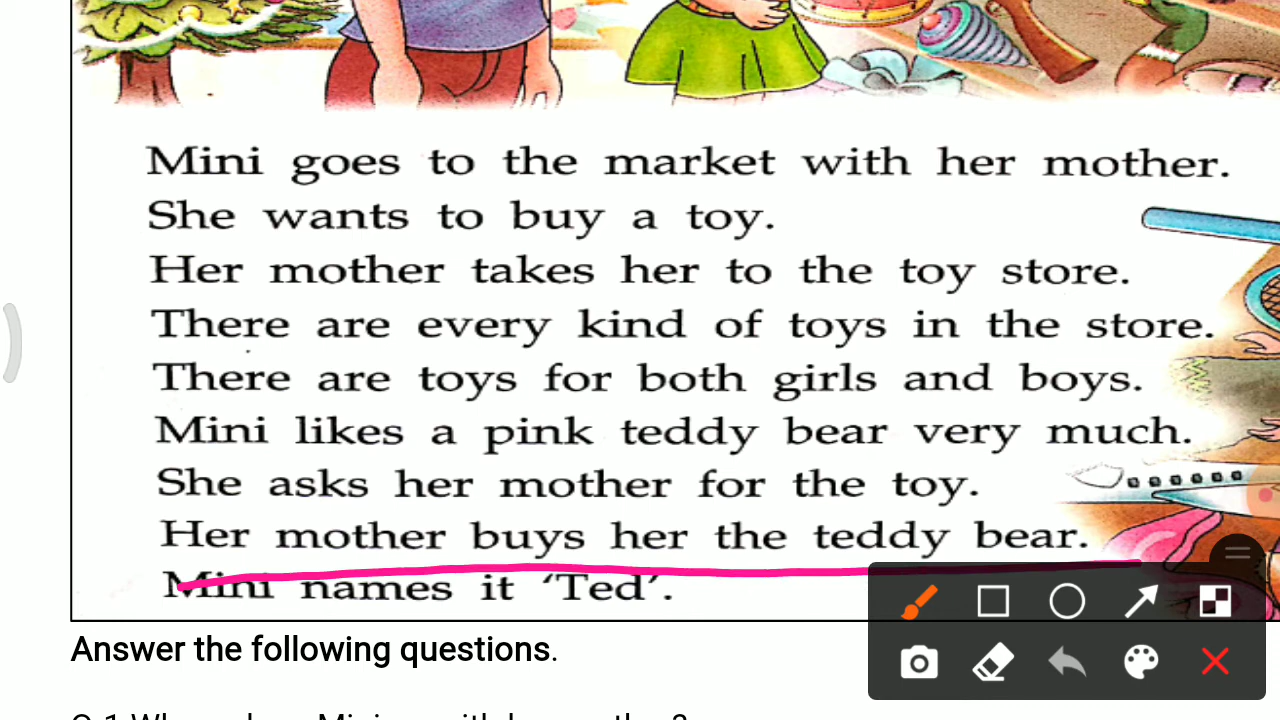 Mini goes to the market with her mother.
She wants to buy a toy.
Her mother takes her to the toy store.
There are every kind of toys in the store.
There are toys for both girls and boys.
Mini likes a pink teddy bear very much.
She asks her mother for the toy.
Her mother buys her the teddy bear.
Mini names it ‘Ted’.
Answer the following questions.